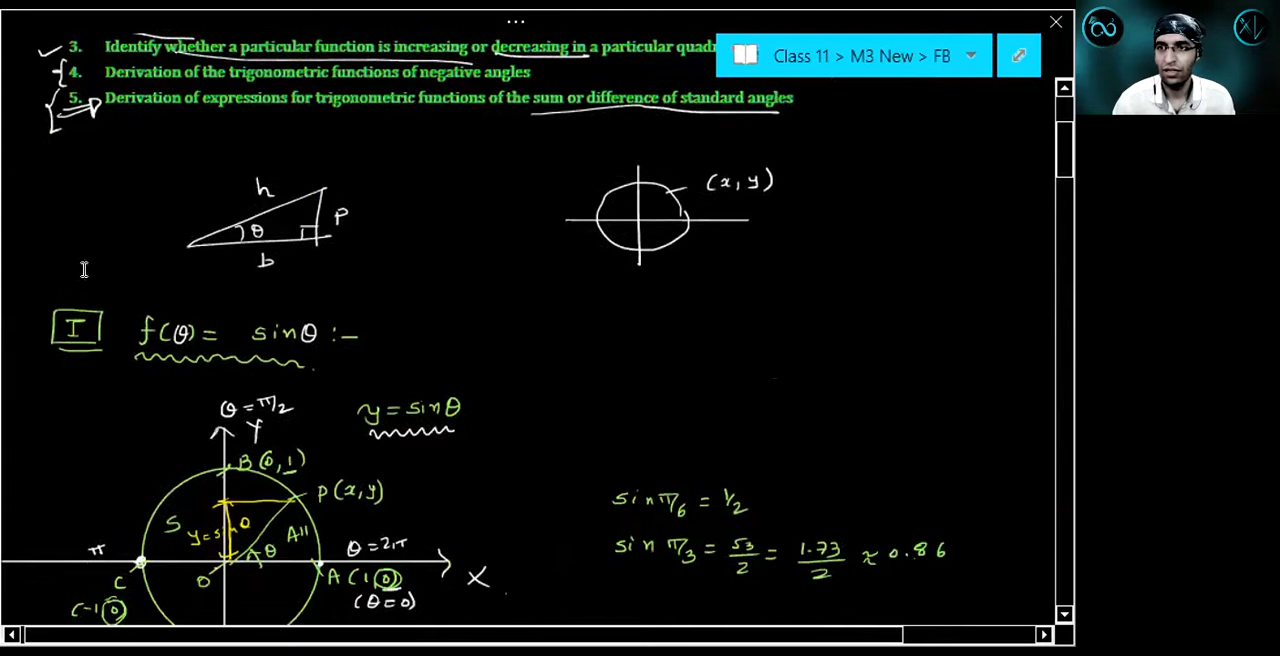 3. Identify whether a particular function is increasing or decreasing in a particular quadr
Class 11 > M3 New > FB
4. Derivation of the trigonometric functions of negative angles
5. Derivation of expressions for trigonometric functions of the sum or difference of standard angles
h
θ
P
b
(x, y)
I f(θ) = sinθ :-
θ = π/2
y = sinθ
Y
B(0, 1)
P(x, y)
S
y = sinθ
All
θ
sin π/6 = 1/2
sin π/3 = √3/2 = 1.73/2 ≈ 0.86
π
θ = 2π
C
O
A (1, 0)
X
(-1, 0)
(θ = 0)